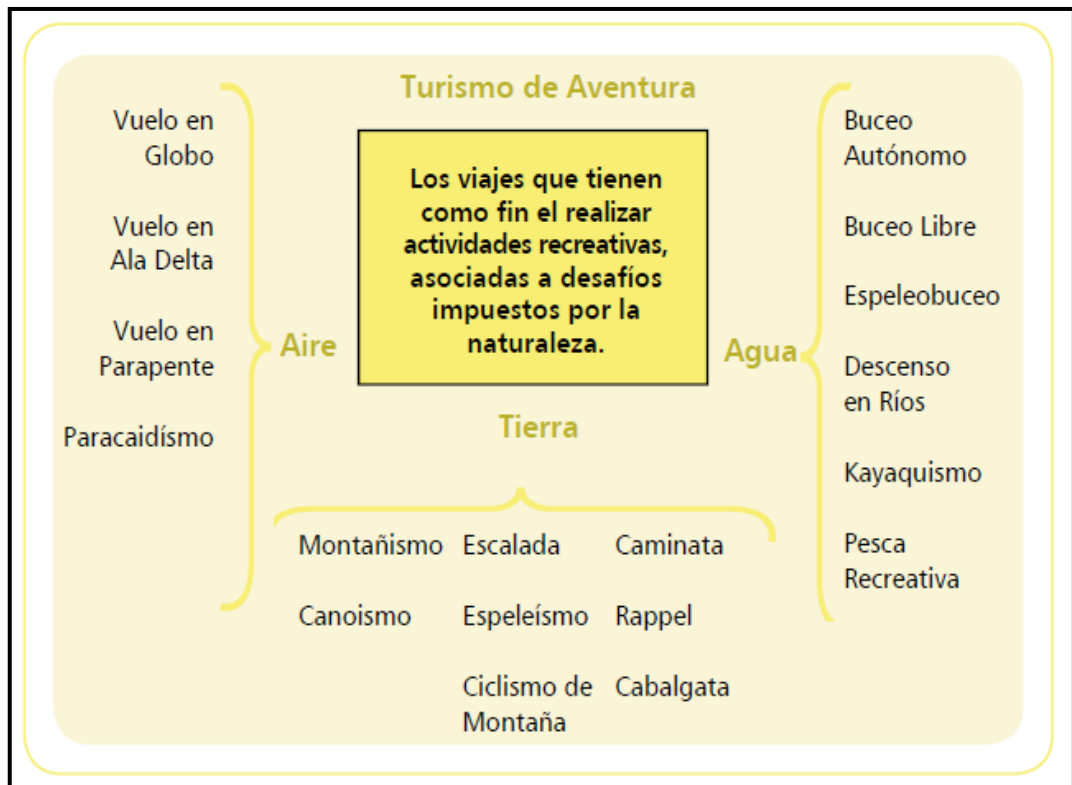 Turismo de Aventura
Vuelo en
Globo
Vuelo en
Ala Delta
Vuelo en
Parapente
Paracaidísmo
Aire
Los viajes que tienen
como fin el realizar
actividades recreativas,
asociadas a desafíos
impuestos por la
naturaleza.
Agua
Buceo
Autónomo
Buceo Libre
Espeleobuceo
Descenso
en Ríos
Kayaquismo
Pesca
Recreativa
Tierra
Montañismo Escalada Caminata
Canoismo Espeleísmo Rappel
Ciclismo de Cabalgata
Montaña